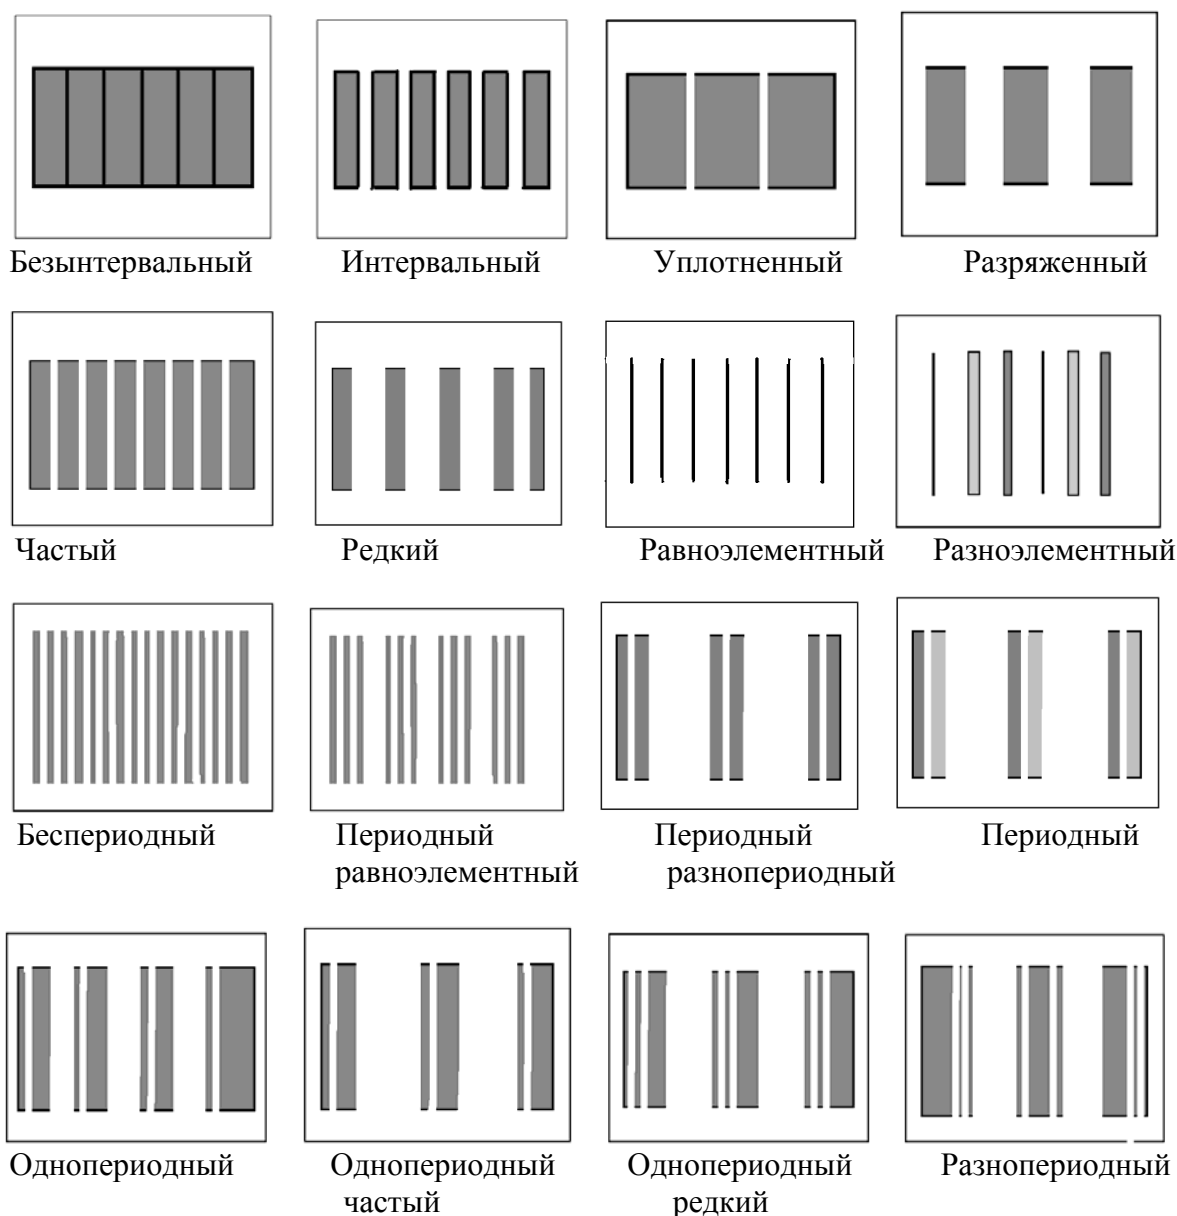 Безынтервальный Интервальный Уплотненный Разряженный
Частый Редкий Равноэлементный Разноэлементный
Беспериодный Периодный Периодный Периодный
равноэлементный разнопериодный
Однопериодный Однопериодный Однопериодный Разнопериодный
частый редкий